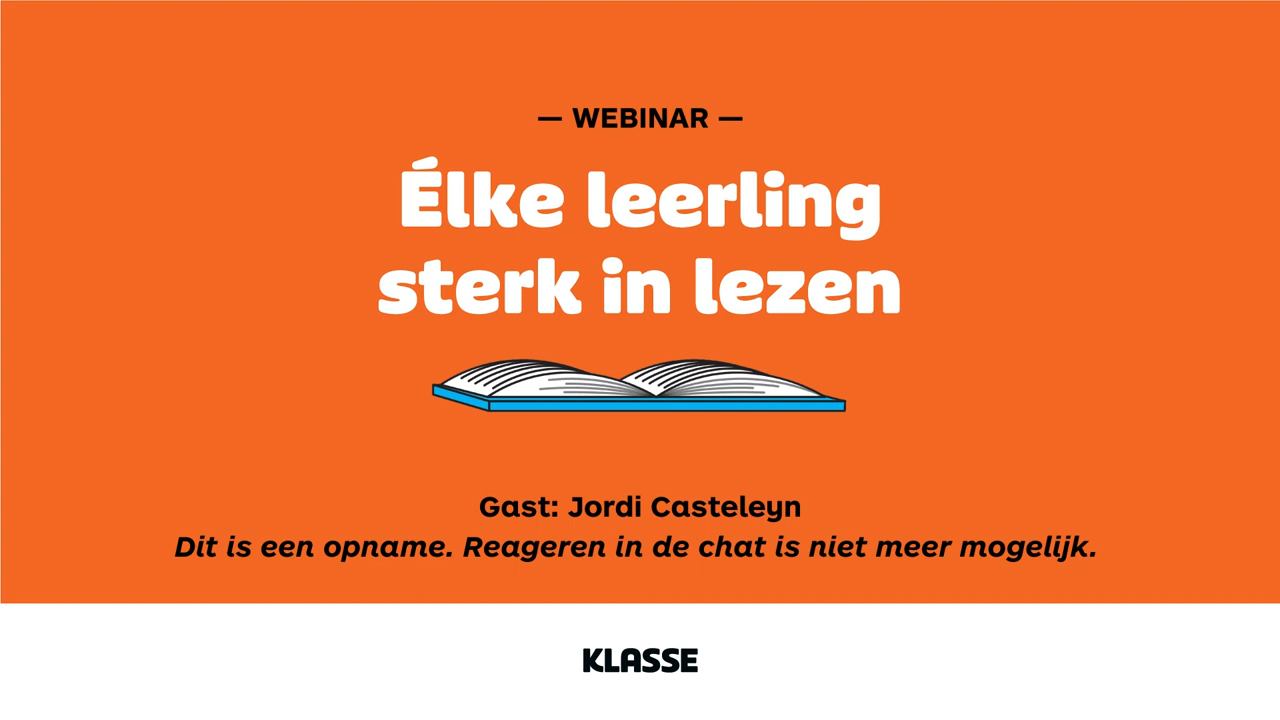 — WEBINAR —
Élke leerling
sterk in lezen
Gast: Jordi Casteleyn
Dit is een opname. Reageren in de chat is niet meer mogelijk.
KLASSE